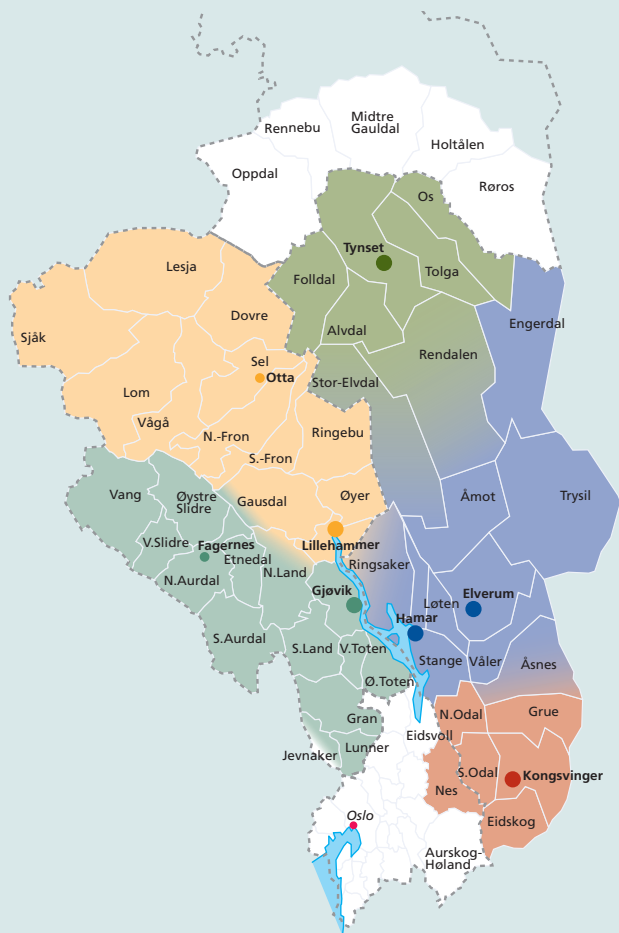 Midtre
Gauldal
Rennebu
Holtålen
Oppdal
Røros
Os
Tynset
Tolga
Folldal
Lesja
Engerdal
Dovre
Alvdal
Sjåk
Rendalen
Sel
Otta
Stor-Elvdal
Lom
Vågå
N.-Fron
Ringebu
S.-Fron
Vang
Øystre
Slidre
Gausdal
Øyer
Åmot
Trysil
V.Slidre
Fagernes
Lillehammer
Etnedal
N.Land
Ringsaker
N.Aurdal
Gjøvik
Løten
Elverum
Hamar
S.Aurdal
S.Land
V.Toten
Stange
Våler
Åsnes
Ø.Toten
Gran
N.Odal
Grue
Eidsvoll
Jevnaker
Lunner
S.Odal
Kongsvinger
Nes
Oslo
Eidskog
Aurskog-
Høland